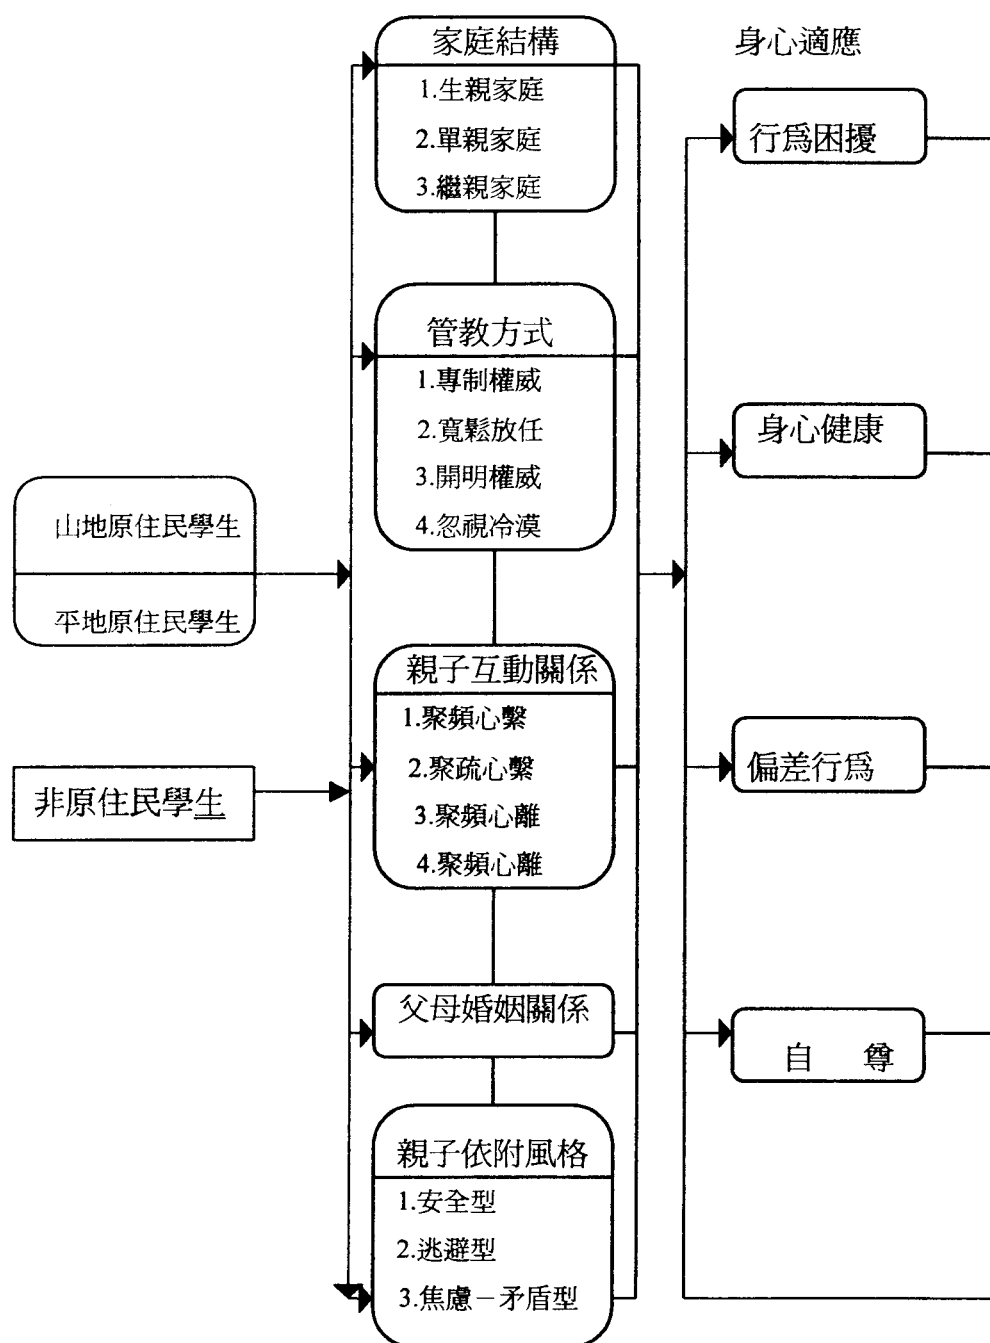 山地原住民學生
平地原住民學生
非原住民學生
家庭結構
1.生親家庭
2.單親家庭
3.繼親家庭
管教方式
1.專制權威
2.寬鬆放任
3.開明權威
4.忽視冷漠
親子互動關係
1.聚頻心繫
2.聚疏心繫
3.聚頻心離
4.聚頻心離
父母婚姻關係
親子依附風格
1.安全型
2.逃避型
3.焦慮－矛盾型
身心適應
行為困擾
身心健康
偏差行為
自 尊